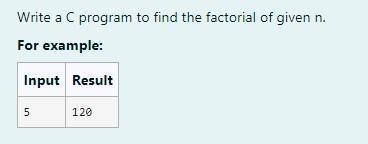 Write a C program to find the factorial of given n.
For example:
Input Result
5 120